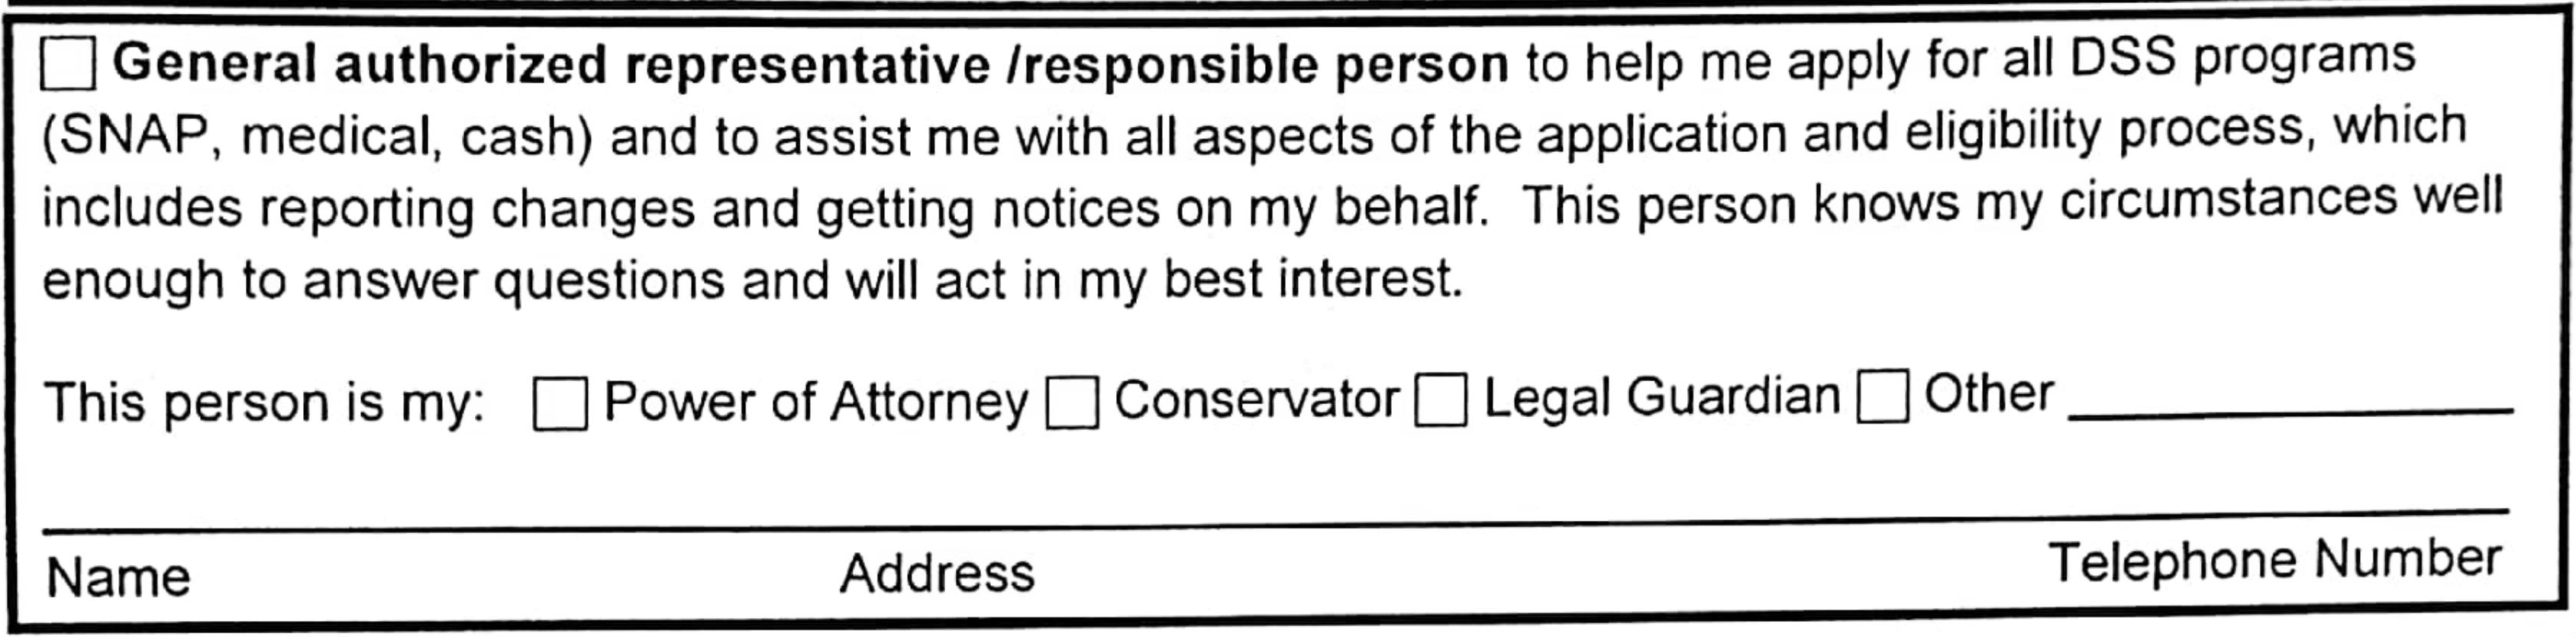 ☐ General authorized representative /responsible person to help me apply for all DSS programs
(SNAP, medical, cash) and to assist me with all aspects of the application and eligibility process, which
includes reporting changes and getting notices on my behalf.  This person knows my circumstances well
enough to answer questions and will act in my best interest.
This person is my: ☐ Power of Attorney ☐ Conservator ☐ Legal Guardian ☐ Other ____________
Name Address Telephone Number